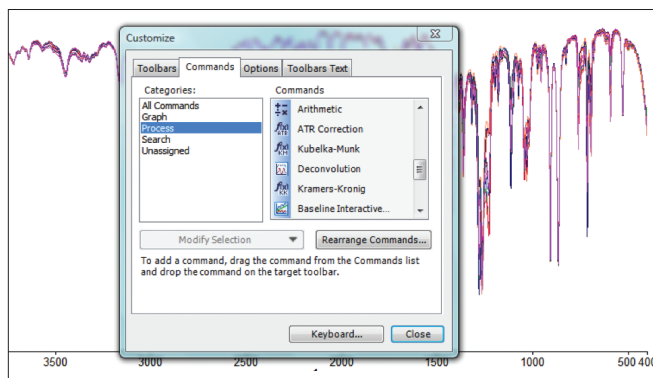 Customize
Toolbars Commands Options Toolbars Text
Categories: Commands
All Commands
Graph
Process
Search
Unassigned
Arithmetic
ATR Correction
Kubelka-Munk
Deconvolution
Kramers-Kronig
Baseline Interactive...
Modify Selection Rearrange Commands...
To add a command, drag the command from the Commands list
and drop the command on the target toolbar.
Keyboard... Close
3500 3000 2500 2000 1500 1000 500 400